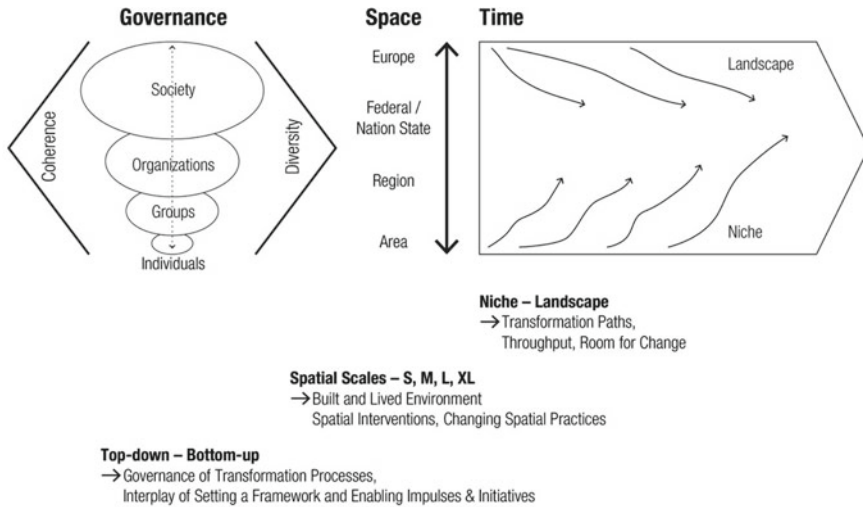 Governance
Space
Time
Coherence
Society
Organizations
Groups
Individuals
Diversity
Europe
Federal /
Nation State
Region
Area
Landscape
Niche
Niche – Landscape
→ Transformation Paths,
Throughput, Room for Change
Spatial Scales – S, M, L, XL
→ Built and Lived Environment
Spatial Interventions, Changing Spatial Practices
Top-down – Bottom-up
→ Governance of Transformation Processes,
Interplay of Setting a Framework and Enabling Impulses & Initiatives